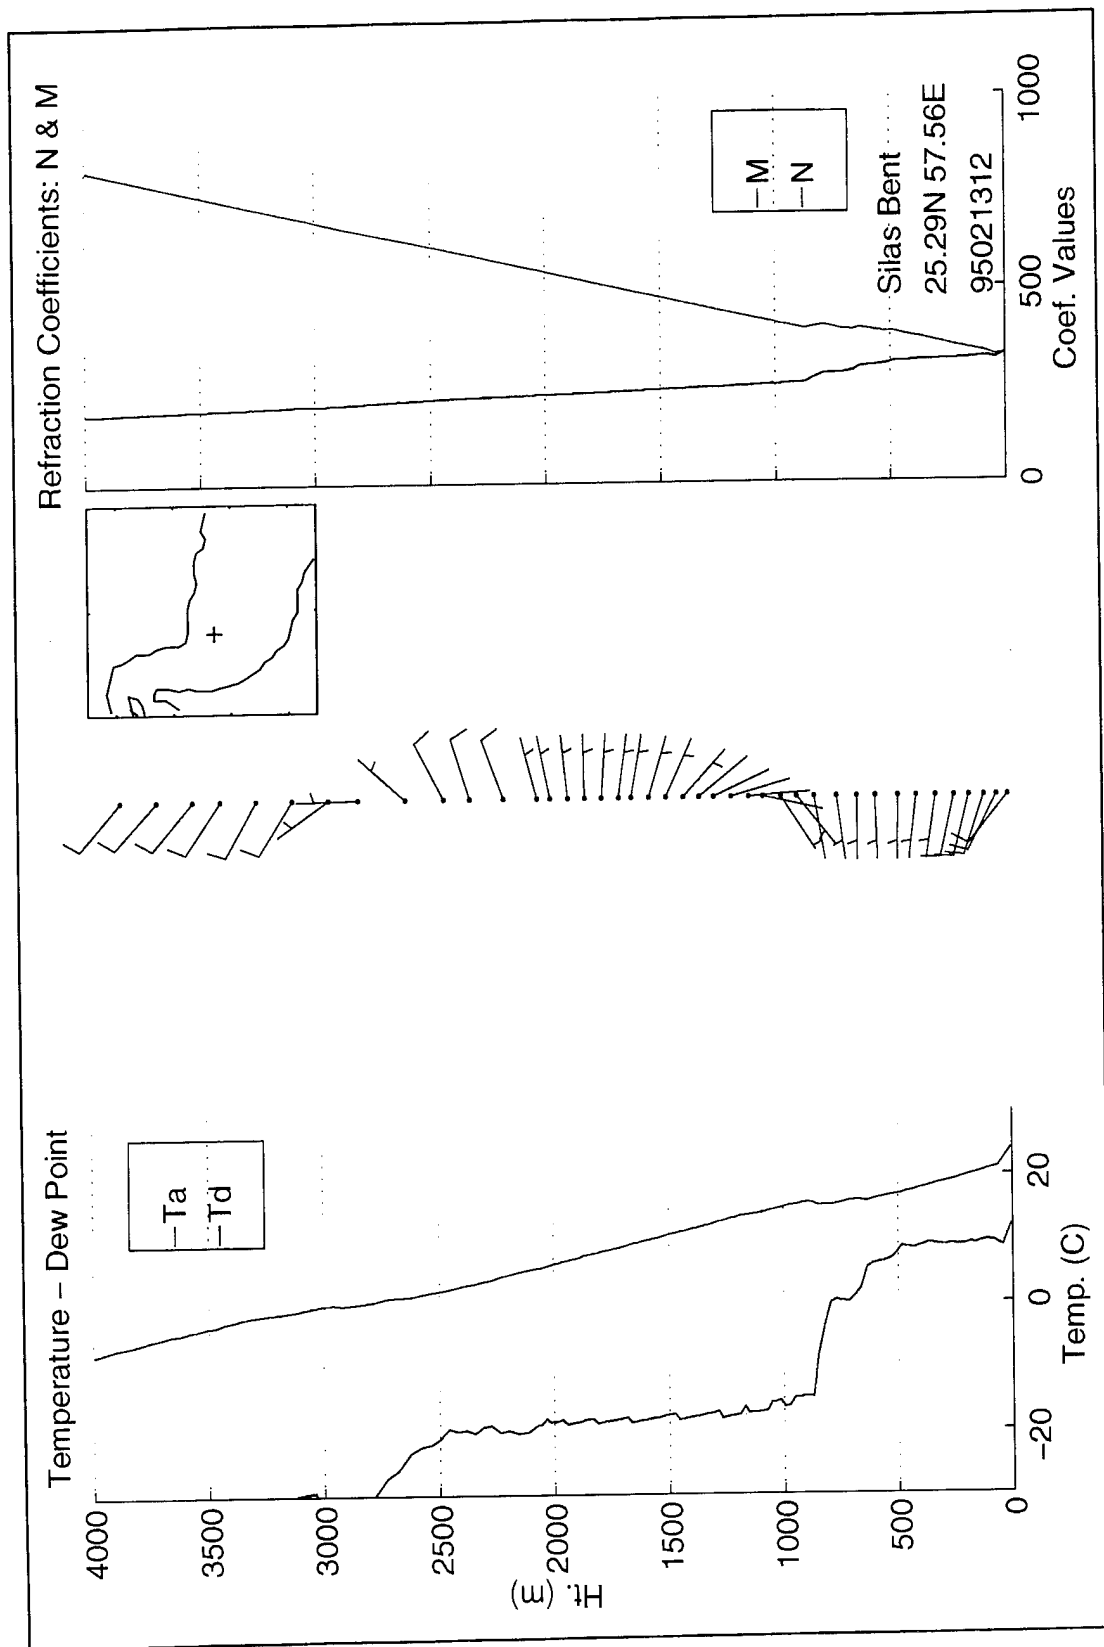 Temperature – Dew Point
4000
3500
3000
2500
2000
1500
1000
500
0
Ht. (m)
–20
0
20
Temp. (C)
Ta
Td
Refraction Coefficients: N & M
M
N
Silas Bent
25.29N 57.56E
95021312
0
500
1000
Coef. Values